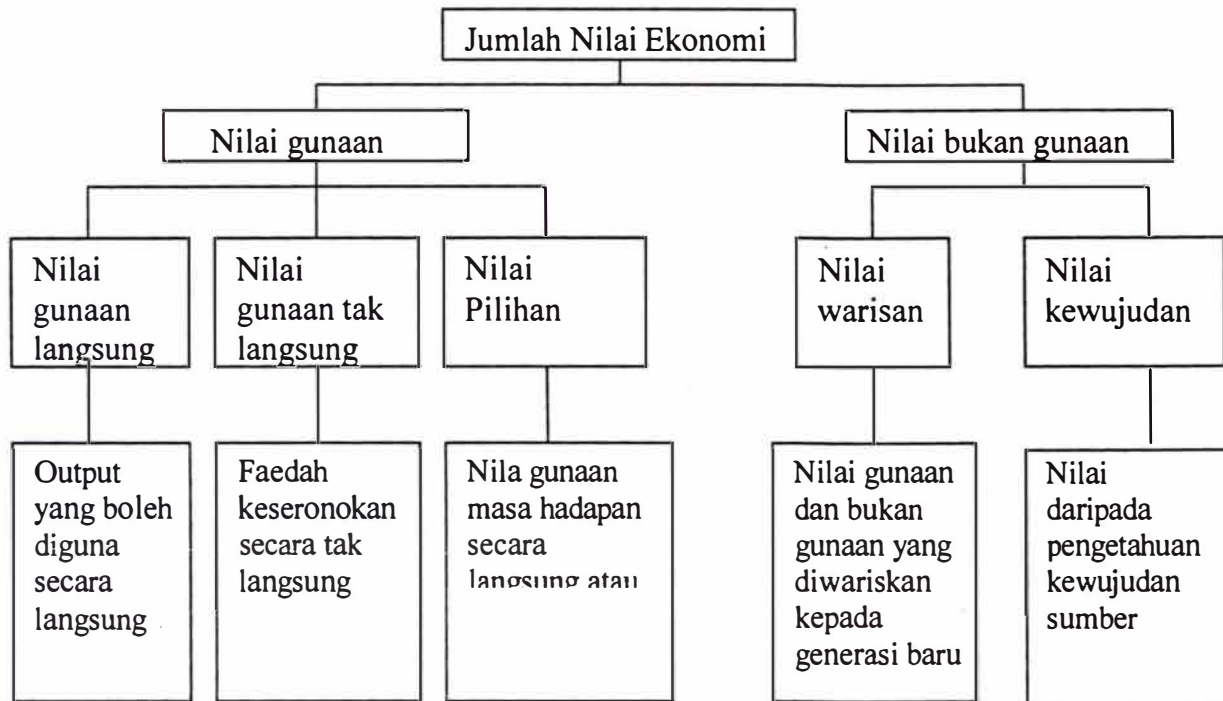 Jumlah Nilai Ekonomi
Nilai gunaan
Nilai bukan gunaan
Nilai
gunaan
langsung
Nilai
gunaan tak
langsung
Nilai
Pilihan
Nilai
warisan
Nilai
kewujudan
Output
yang boleh
diguna
secara
langsung
Faedah
keseronokan
secara tak
langsung
Nila gunaan
masa hadapan
secara
langsung atau
Nilai gunaan
dan bukan
gunaan yang
diwariskan
kepada
generasi baru
Nilai
daripada
pengetahuan
kewujudan
sumber